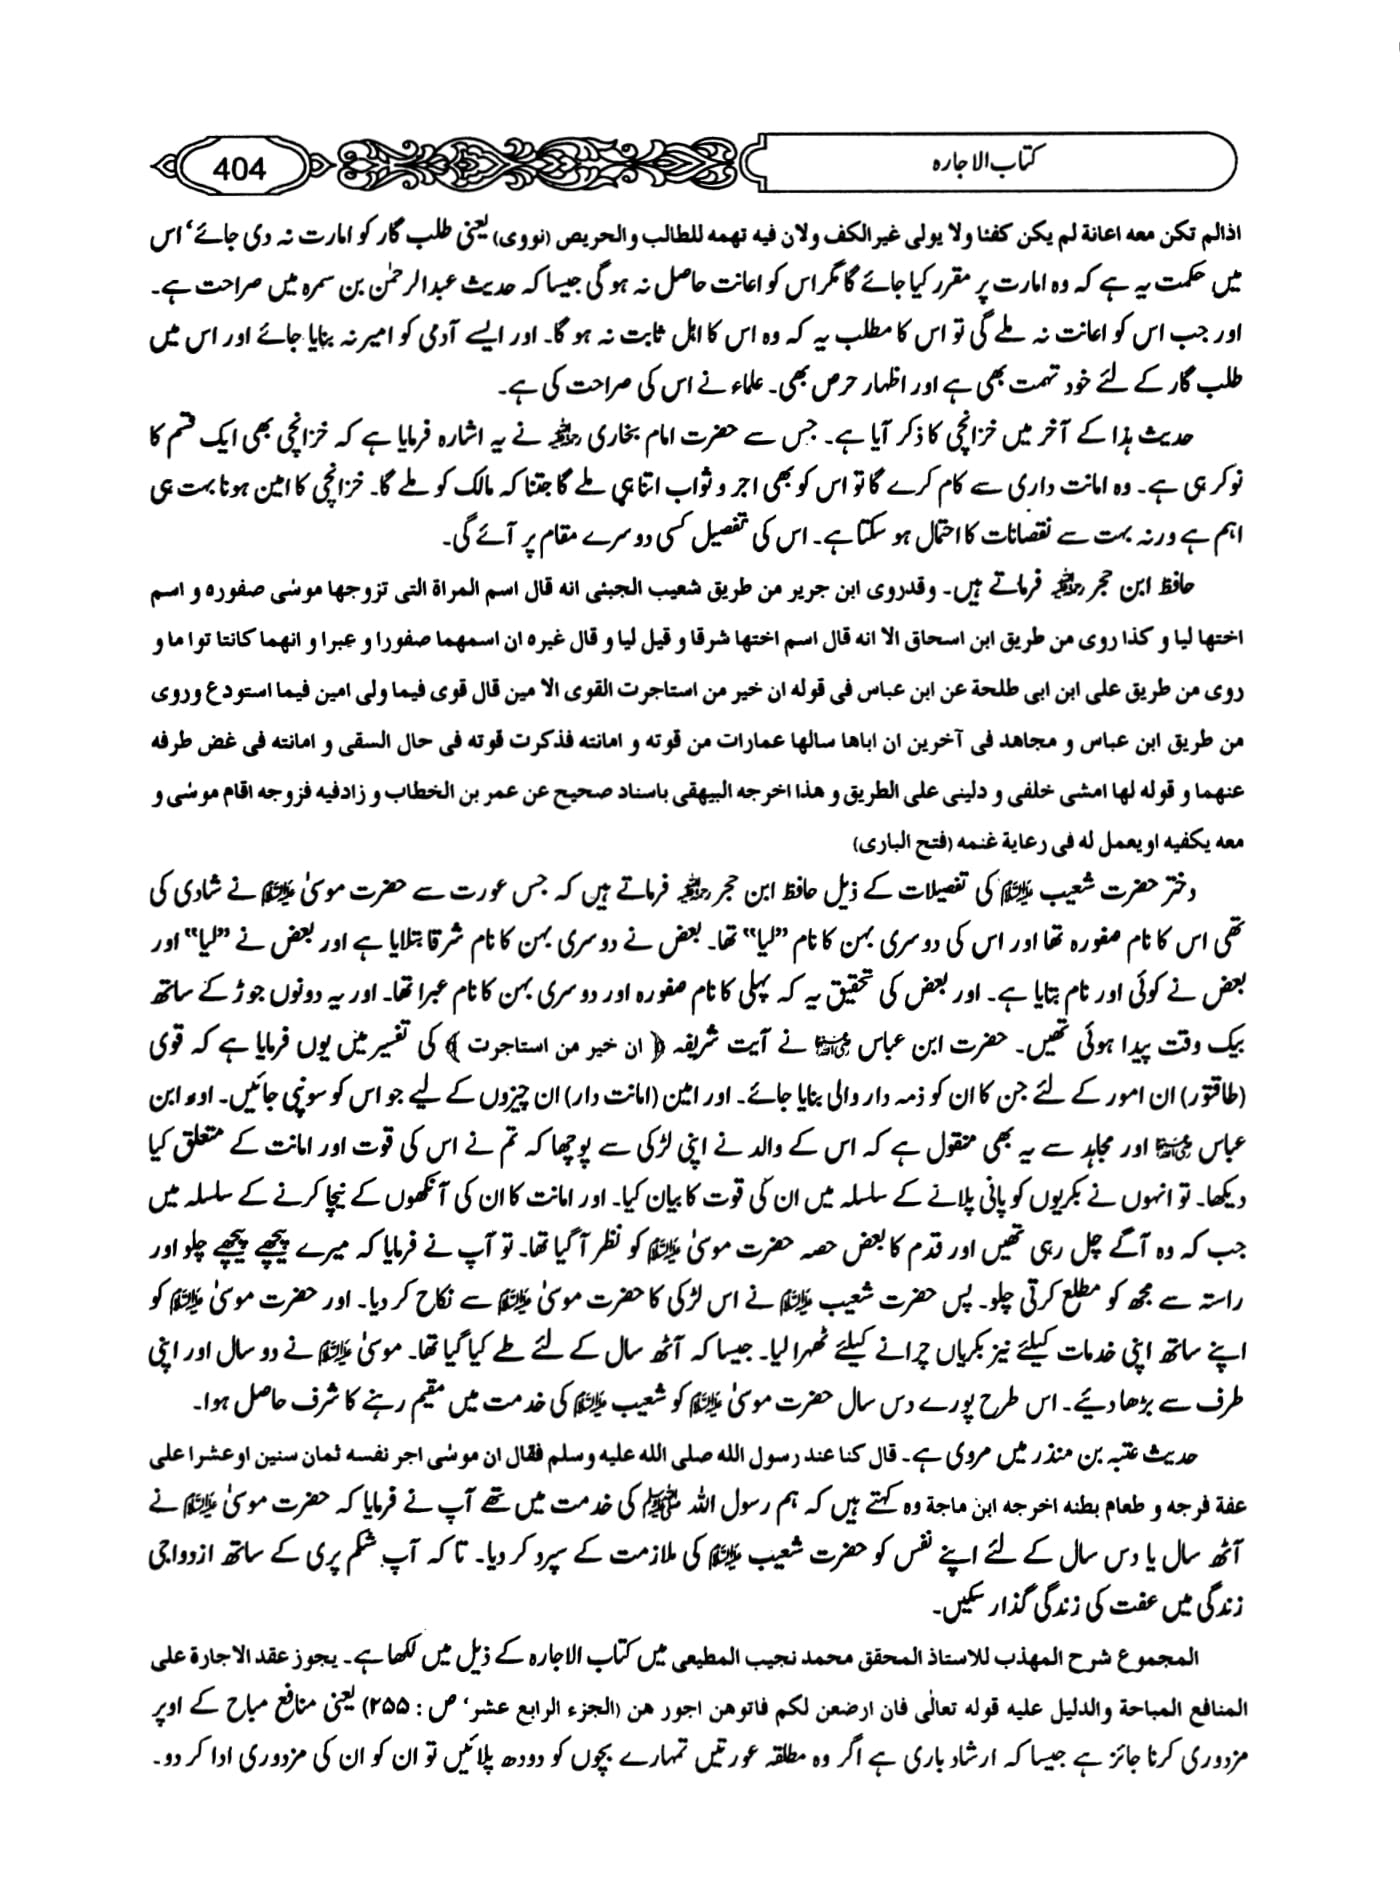 کتاب الاجارہ
404
اذالم تکن معه اعانة لم یکن کفئا ولا یولی غیرالکف ولان فیه تهمه للطالب والحریص (نووی) یعنی طلب گار کو امارت نہ دی جائے‘ اس
میں حکمت یہ ہے کہ وہ امارت پر مقرر کیا جائے گا مگر اس کو اعانت حاصل نہ ہو گی جیسا کہ حدیث عبدالرحمٰن بن سمرہ میں صراحت ہے۔
اور جب اس کو اعانت نہ ملے گی تو اس کا مطلب یہ کہ وہ اس کا اہل ثابت نہ ہو گا۔ اور ایسے آدمی کو امیر نہ بنایا جائے اور اس میں
طلب گار کے لئے خود تہمت بھی ہے اور اظہار حرص بھی۔ علماء نے اس کی صراحت کی ہے۔
حدیث ہذا کے آخر میں خزانچی کا ذکر آیا ہے۔ جس سے حضرت امام بخاری رحمۃ اللہ علیہ نے یہ اشارہ فرمایا ہے کہ خزانچی بھی ایک قسم کا
نوکر ہی ہے۔ وہ امانت داری سے کام کرے گا تو اس کو بھی اجر و ثواب اتنا ہی ملے گا جتنا کہ مالک کو ملے گا۔ خزانچی کا امین ہونا بہت ہی
اہم ہے ورنہ بہت سے نقصانات کا احتمال ہو سکتا ہے۔ اس کی تفصیل کسی دوسرے مقام پر آئے گی۔
حافظ ابن حجر رحمۃ اللہ علیہ فرماتے ہیں۔ وقدروی ابن جریر من طریق شعیب الجبئی انه قال اسم المراة التی تزوجها موسٰی صفوره و اسم
اختها لیا و کذا روی من طریق ابن اسحاق الا انه قال اسم اختها شرقا و قیل لیا و قال غیره ان اسمهما صفورا و عبرا و انهما کانتا توا ما و
روی من طریق علی ابن ابی طلحة عن ابن عباس فی قوله ان خیر من استاجرت القوی الا مین قال قوی فیما ولی امین فیما استودع وروی
من طریق ابن عباس و مجاهد فی آخرین ان اباها سالها عمارات من قوته و امانته فذکرت قوته فی حال السقی و امانته فی غض طرفه
عنهما و قوله لها امشی خلفی و دلینی علی الطریق و هذا اخرجه البیهقی باسناد صحیح عن عمر بن الخطاب و زادفیه فزوجه اقام موسٰی و
معه یکفیه اویعمل له فی رعایة غنمه (فتح الباری)
دختر حضرت شعیب علیہ السلام کی تفصیلات کے ذیل حافظ ابن حجر رحمۃ اللہ علیہ فرماتے ہیں کہ جس عورت سے حضرت موسیٰ علیہ السلام نے شادی کی
تھی اس کا نام صفورہ تھا اور اس کی دوسری بہن کا نام ”لیا“ تھا۔ بعض نے دوسری بہن کا نام شرقا بتلایا ہے اور بعض نے ”لیا“ اور
بعض نے کوئی اور نام بتایا ہے۔ اور بعض کی تحقیق یہ کہ پہلی کا نام صفورہ اور دوسری بہن کا نام عبرا تھا۔ اور یہ دونوں جوڑ کے ساتھ
بیک وقت پیدا ہوئی تھیں۔ حضرت ابن عباس رضی اللہ عنہما نے آیت شریفہ ﴿ ان خیر من استاجرت ﴾ کی تفسیر میں یوں فرمایا ہے کہ قوی
(طاقتور) ان امور کے لئے جن کا ان کو ذمہ دار والی بنایا جائے۔ اور امین (امانت دار) ان چیزوں کے لیے جو اس کو سونپی جائیں۔ اوء ابن
عباس رضی اللہ عنہما اور مجاہد سے یہ بھی منقول ہے کہ اس کے والد نے اپنی لڑکی سے پوچھا کہ تم نے اس کی قوت اور امانت کے متعلق کیا
دیکھا۔ تو انہوں نے بکریوں کو پانی پلانے کے سلسلہ میں ان کی قوت کا بیان کیا۔ اور امانت کا ان کی آنکھوں کے نیچا کرنے کے سلسلہ میں
جب کہ وہ آگے چل رہی تھیں اور قدم کا بعض حصہ حضرت موسیٰ علیہ السلام کو نظر آگیا تھا۔ تو آپ نے فرمایا کہ میرے پیچھے پیچھے چلو اور
راستہ سے مجھ کو مطلع کرتی چلو۔ پس حضرت شعیب علیہ السلام نے اس لڑکی کا حضرت موسیٰ علیہ السلام سے نکاح کر دیا۔ اور حضرت موسیٰ علیہ السلام کو
اپنے ساتھ اپنی خدمات کیلئے نیز بکریاں چرانے کیلئے ٹھہرا لیا۔ جیسا کہ آٹھ سال کے لئے طے کیا گیا تھا۔ موسیٰ علیہ السلام نے دو سال اور اپنی
طرف سے بڑھا دیئے۔ اس طرح پورے دس سال حضرت موسیٰ علیہ السلام کو شعیب علیہ السلام کی خدمت میں مقیم رہنے کا شرف حاصل ہوا۔
حدیث عتبہ بن منذر میں مروی ہے۔ قال کنا عند رسول الله صلی الله علیه وسلم فقال ان موسٰی اجر نفسه ثمان سنین اوعشرا علی
عفة فرجه و طعام بطنه اخرجه ابن ماجة وہ کہتے ہیں کہ ہم رسول اللہ ﷺ کی خدمت میں تھے آپ نے فرمایا کہ حضرت موسیٰ علیہ السلام نے
آٹھ سال یا دس سال کے لئے اپنے نفس کو حضرت شعیب علیہ السلام کی ملازمت کے سپرد کر دیا۔ تا کہ آپ شکم پری کے ساتھ ازدواجی
زندگی میں عفت کی زندگی گذار سکیں۔
المجموع شرح المهذب للاستاذ المحقق محمد نجیب المطیعی میں کتاب الاجارہ کے ذیل میں لکھا ہے۔ یجوز عقد الاجارة علی
المنافع المباحة والدلیل علیه قوله تعالٰی فان ارضعن لکم فاتوهن اجور هن (الجزء الرابع عشر‘ ص : ۲۵۵) یعنی منافع مباح کے اوپر
مزدوری کرنا جائز ہے جیسا کہ ارشاد باری ہے اگر وہ مطلقہ عورتیں تمہارے بچوں کو دودھ پلائیں تو ان کو ان کی مزدوری ادا کر دو۔